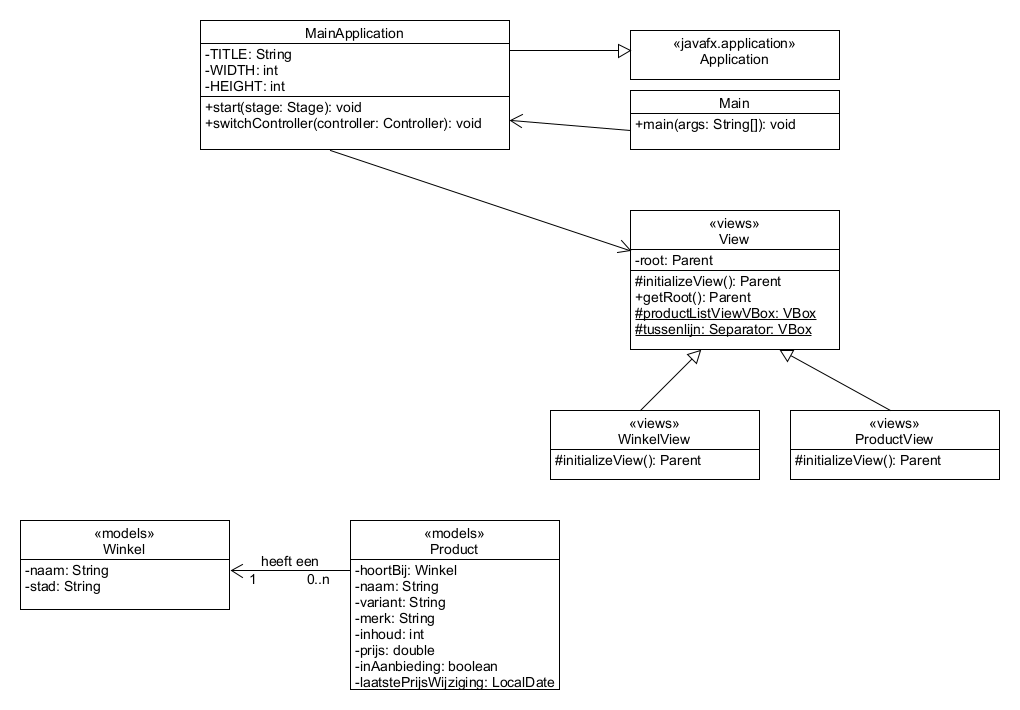 MainApplication
-TITLE: String
-WIDTH: int
-HEIGHT: int
+start(stage: Stage): void
+switchController(controller: Controller): void
«javafx.application»
Application
Main
+main(args: String[]): void
«views»
View
-root: Parent
#initializeView(): Parent
+getRoot(): Parent
#productListViewVBox: VBox
#tussenlijn: Separator: VBox
«views»
WinkelView
#initializeView(): Parent
«views»
ProductView
#initializeView(): Parent
«models»
Winkel
-naam: String
-stad: String
heeft een
1 0..n
«models»
Product
-hoortBij: Winkel
-naam: String
-variant: String
-merk: String
-inhoud: int
-prijs: double
-inAanbieding: boolean
-laatstePrijsWijziging: LocalDate